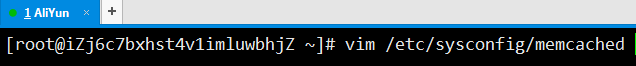 1 AliYun × +
[root@iZj6c7bxhst4v1imluwbhjZ ~]# vim /etc/sysconfig/memcached